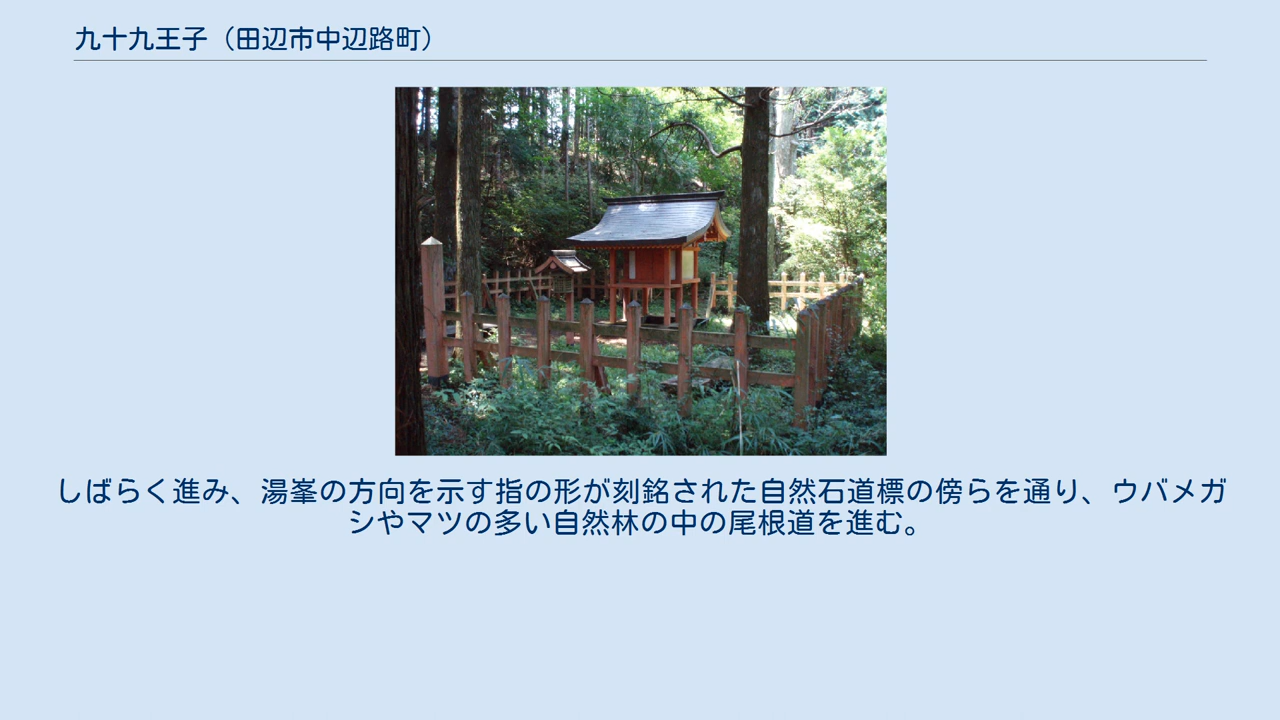 九十九王子（田辺市中辺路町）
しばらく進み、湯峯の方向を示す指の形が刻銘された自然石道標の傍らを通り、ウバメガ
シやマツの多い自然林の中の尾根道を進む。